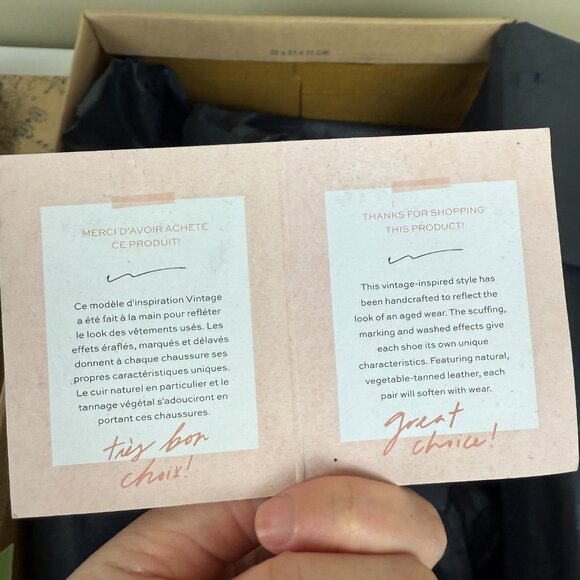 MERCI D'AVOIR ACHETÉ
CE PRODUIT!
Ce modèle d'inspiration Vintage
a été fait à la main pour refléter
le look des vêtements usés. Les
effets éraflés, marqués et délavés
donnent à chaque chaussure ses
propres caractéristiques uniques.
Le cuir naturel en particulier et le
tannage végétal s'adouciront en
portant ces chaussures.
très bon
choix!
THANKS FOR SHOPPING
THIS PRODUCT!
This vintage-inspired style has
been handcrafted to reflect the
look of an aged wear. The scuffing,
marking and washed effects give
each shoe its own unique
characteristics. Featuring natural,
vegetable-tanned leather, each
pair will soften with wear.
great
choice!